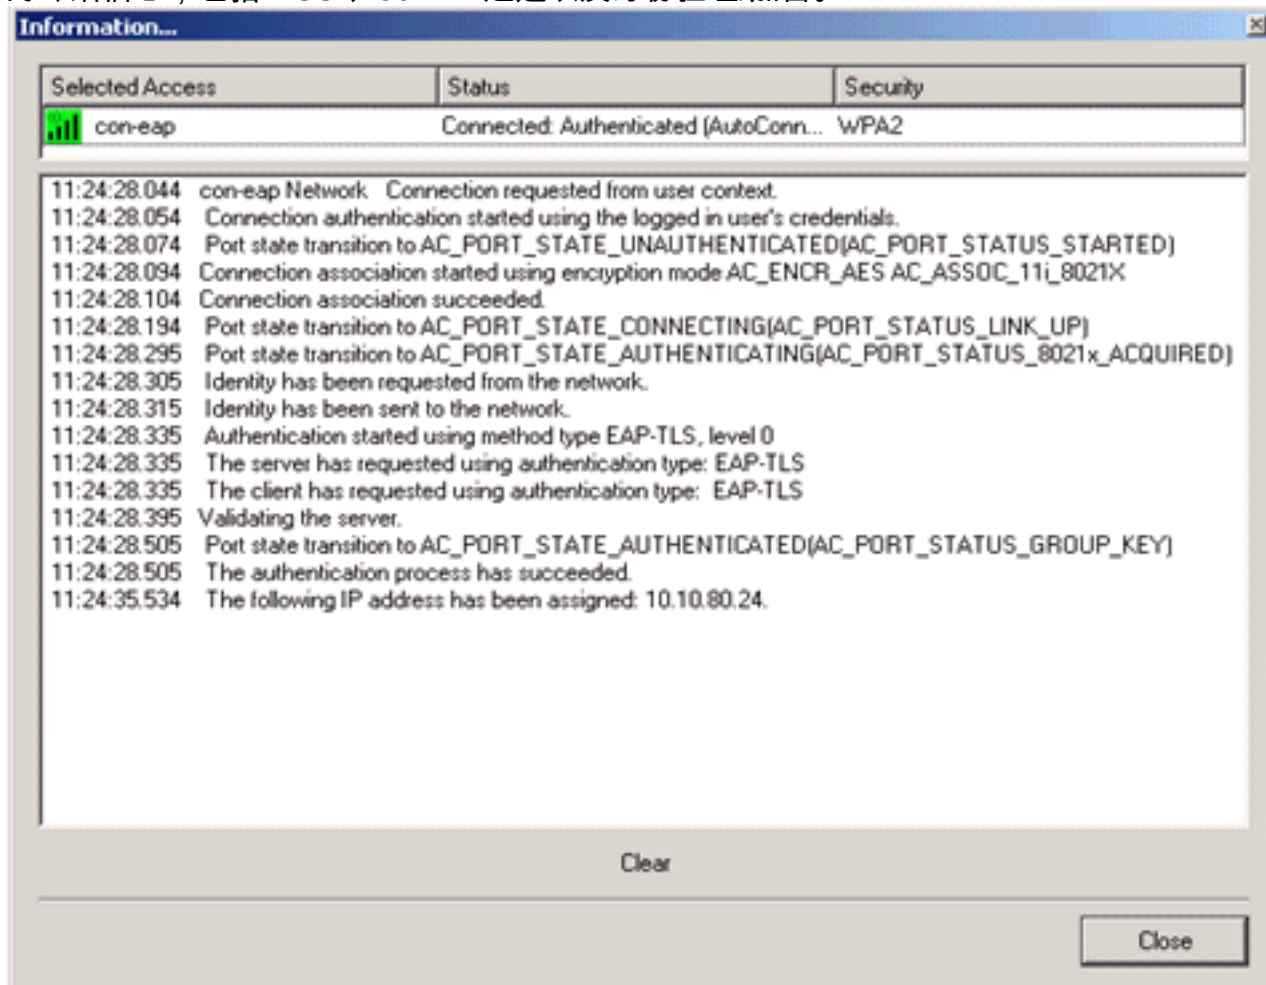 Information...
Selected Access Status Security
con-eap Connected: Authenticated (AutoConn... WPA2
11:24:28.044 con-eap Network Connection requested from user context.
11:24:28.054 Connection authentication started using the logged in user's credentials.
11:24:28.074 Port state transition to AC_PORT_STATE_UNAUTHENTICATED(AC_PORT_STATUS_STARTED)
11:24:28.094 Connection association started using encryption mode AC_ENCR_AES AC_ASSOC_11i_8021X
11:24:28.104 Connection association succeeded.
11:24:28.194 Port state transition to AC_PORT_STATE_CONNECTING(AC_PORT_STATUS_LINK_UP)
11:24:28.295 Port state transition to AC_PORT_STATE_AUTHENTICATING(AC_PORT_STATUS_8021x_ACQUIRED)
11:24:28.305 Identity has been requested from the network.
11:24:28.315 Identity has been sent to the network.
11:24:28.335 Authentication started using method type EAP-TLS, level 0
11:24:28.335 The server has requested using authentication type: EAP-TLS
11:24:28.335 The client has requested using authentication type: EAP-TLS
11:24:28.395 Validating the server.
11:24:28.505 Port state transition to AC_PORT_STATE_AUTHENTICATED(AC_PORT_STATUS_GROUP_KEY)
11:24:28.505 The authentication process has succeeded.
11:24:35.534 The following IP address has been assigned: 10.10.80.24.
Clear
Close